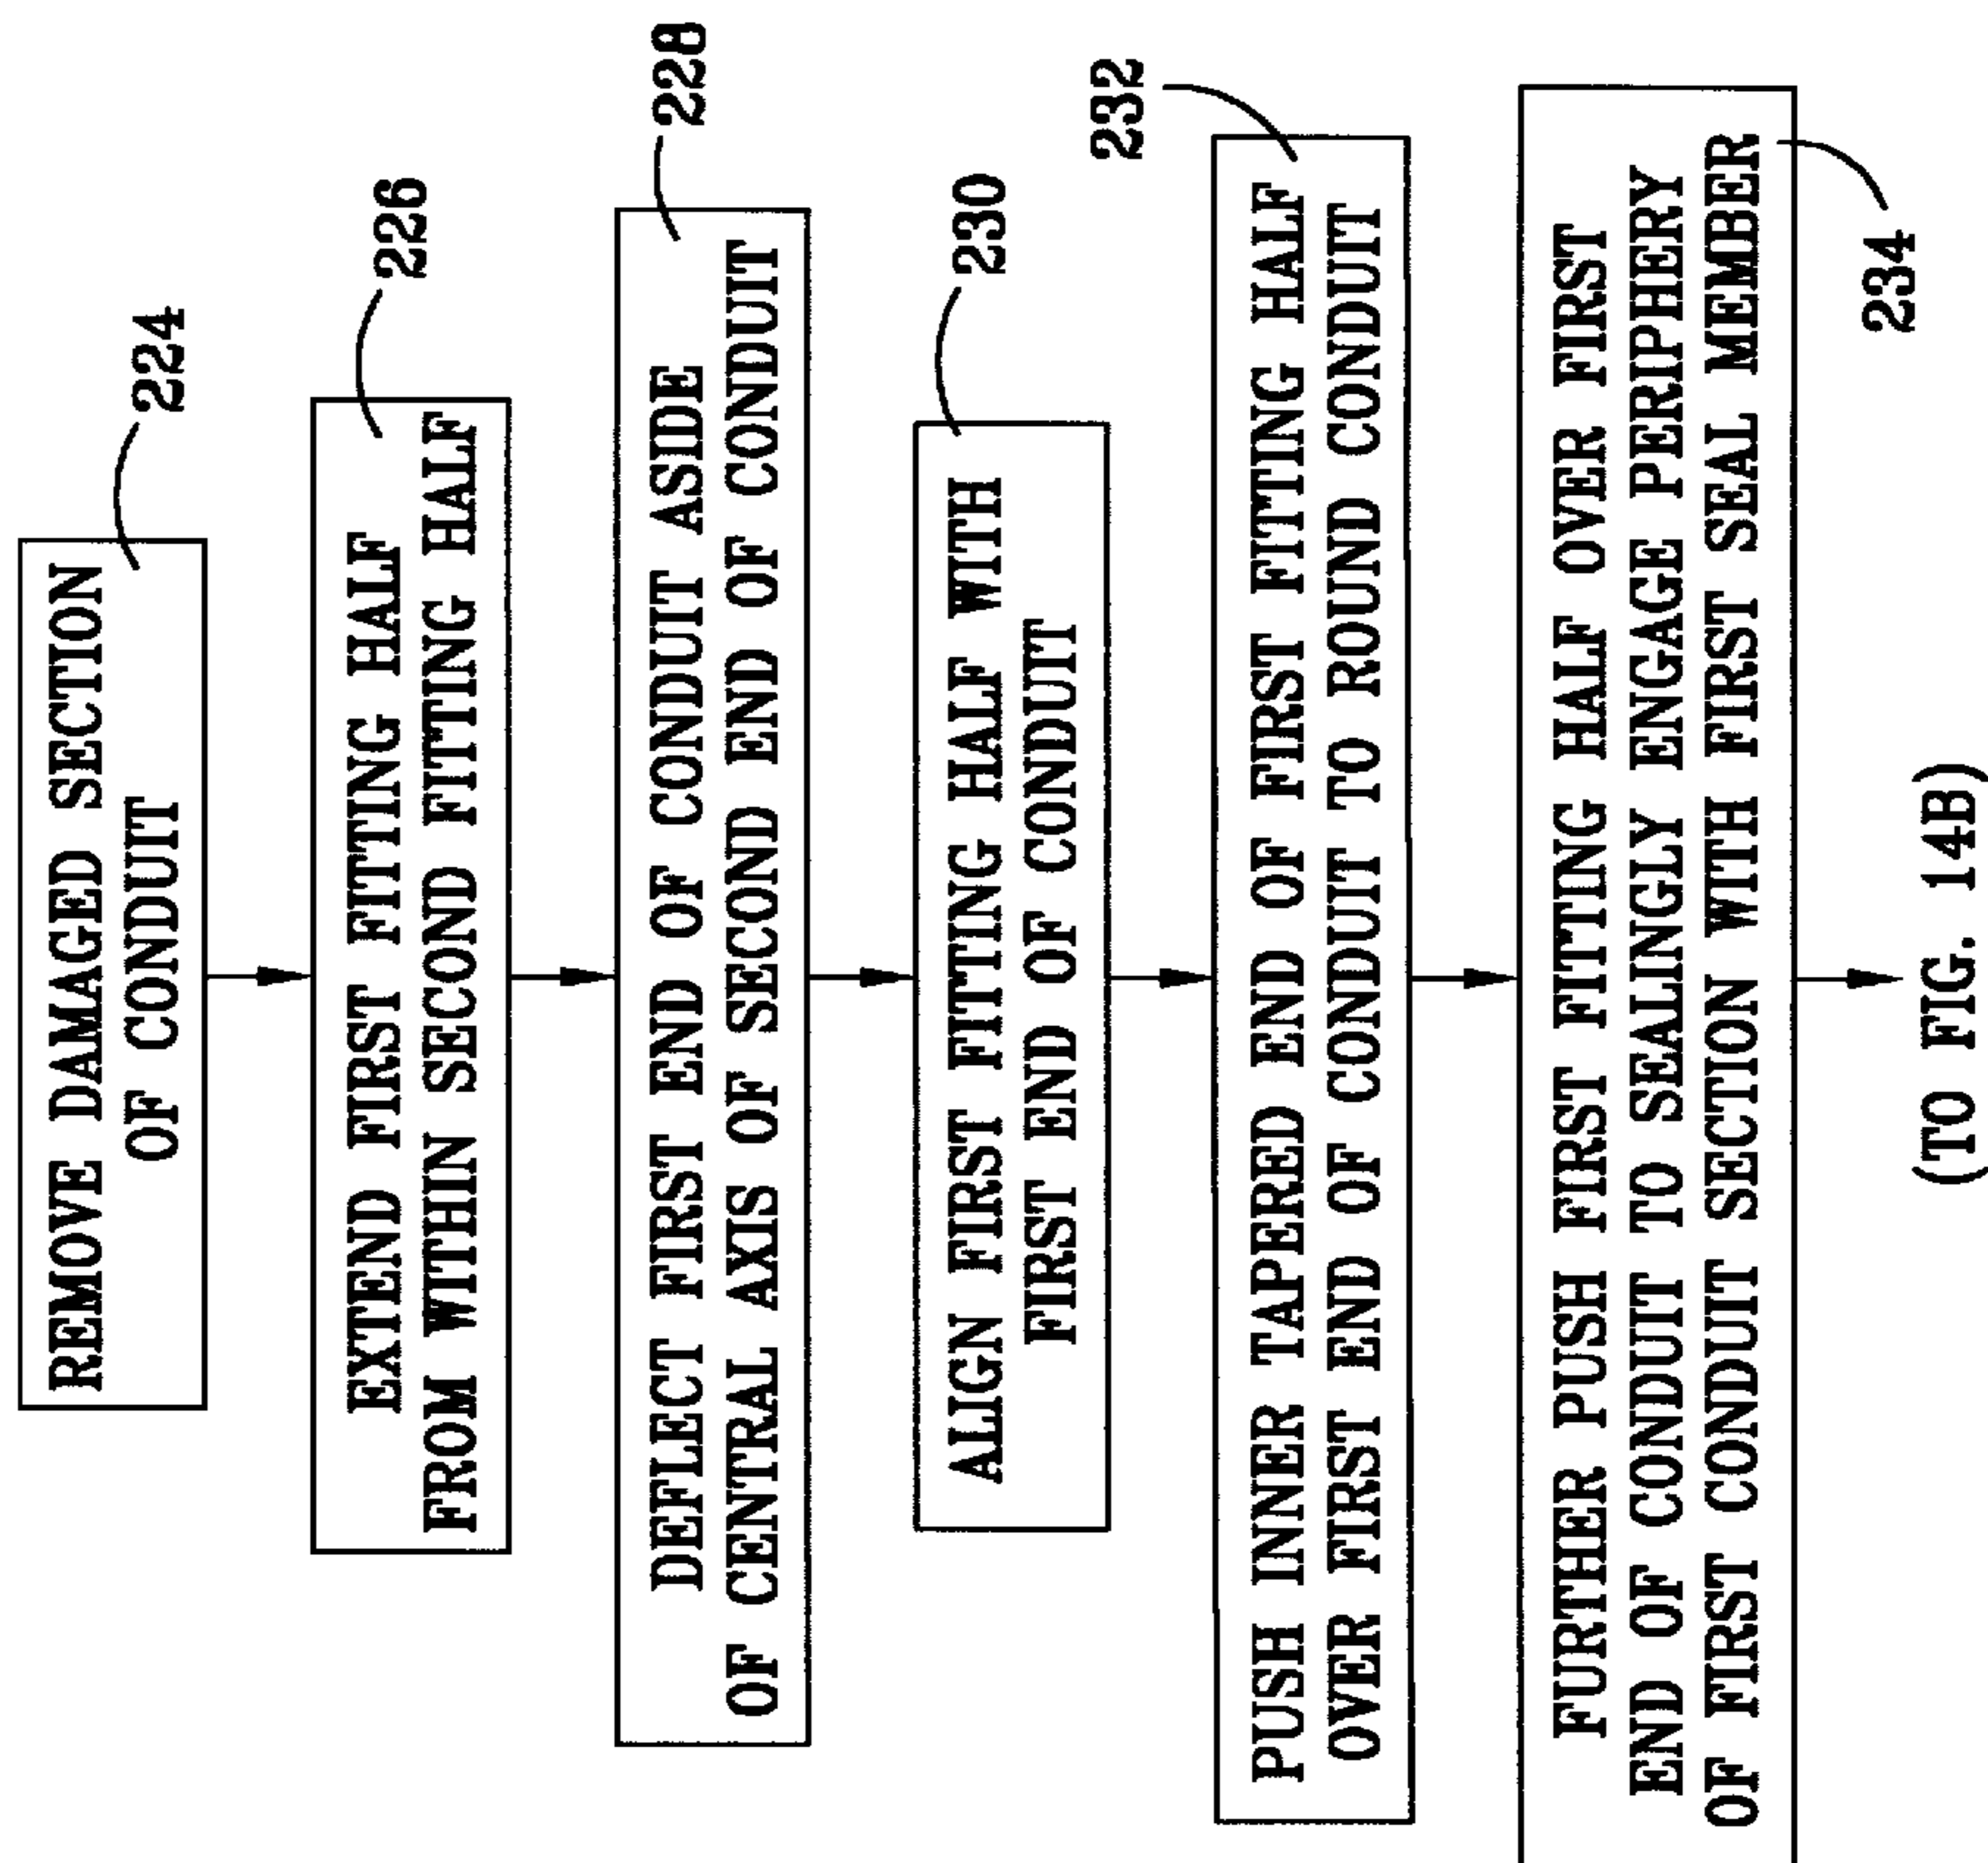 REMOVE DAMAGED SECTION
OF CONDUIT
224
EXTEND FIRST FITTING HALF
FROM WITHIN SECOND FITTING HALF
226
DEFLECT FIRST END OF CONDUIT ASIDE
OF CENTRAL AXIS OF SECOND END OF CONDUIT
228
ALIGN FIRST FITTING HALF WITH
FIRST END OF CONDUIT
230
PUSH INNER TAPERED END OF FIRST FITTING HALF
OVER FIRST END OF CONDUIT TO ROUND CONDUIT
232
FURTHER PUSH FIRST FITTING HALF OVER FIRST
END OF CONDUIT TO SEALINGLY ENGAGE PERIPHERY
OF FIRST CONDUIT SECTION WITH FIRST SEAL MEMBER
234
(TO FIG. 14B)